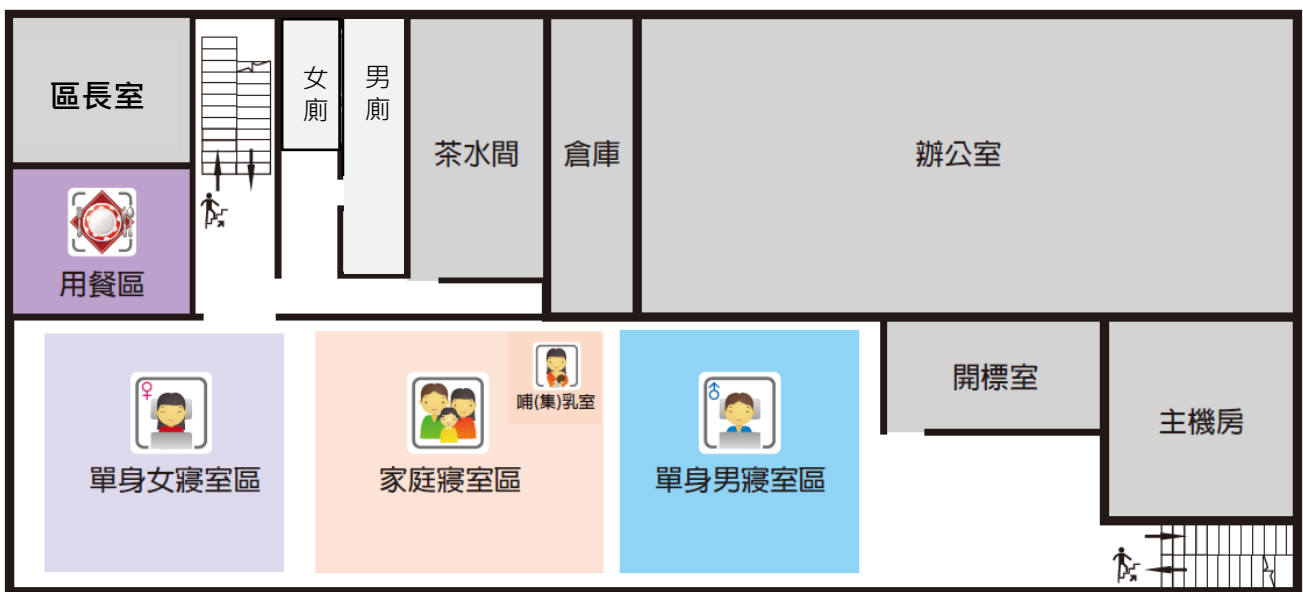 區長室
女廁
男廁
茶水間
倉庫
辦公室
用餐區
開標室
主機房
哺(集)乳室
單身女寢室區
家庭寢室區
單身男寢室區